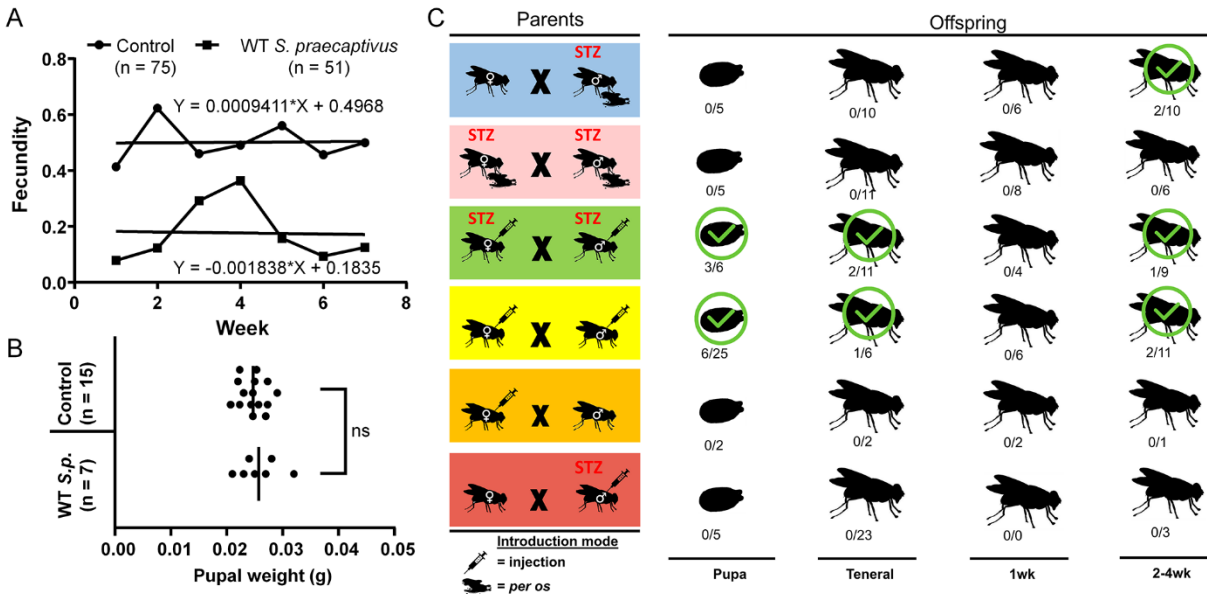 A
Control
(n = 75)
WT S. praecaptivus
(n = 51)
Fecundity
0.8
0.6
0.4
0.2
0.0
Y = 0.0009411*X + 0.4968
Y = -0.001838*X + 0.1835
0 2 4 6 8
Week
B
Control
(n = 15)
WT S.p.
(n = 7)
ns
0.00 0.01 0.02 0.03 0.04 0.05
Pupal weight (g)
C
Parents
Offspring
♀ X STZ ♂
0/5 0/10 0/6 2/10
STZ ♀ X STZ ♂
0/5 0/11 0/8 0/6
STZ ♀ X STZ ♂
3/6 2/11 0/4 1/9
♀ X ♂
6/25 1/6 0/6 2/11
♀ X ♂
0/2 0/2 0/2 0/1
♀ X STZ ♂
0/5 0/23 0/0 0/3
Introduction mode
= injection
= per os
Pupa Teneral 1wk 2-4wk